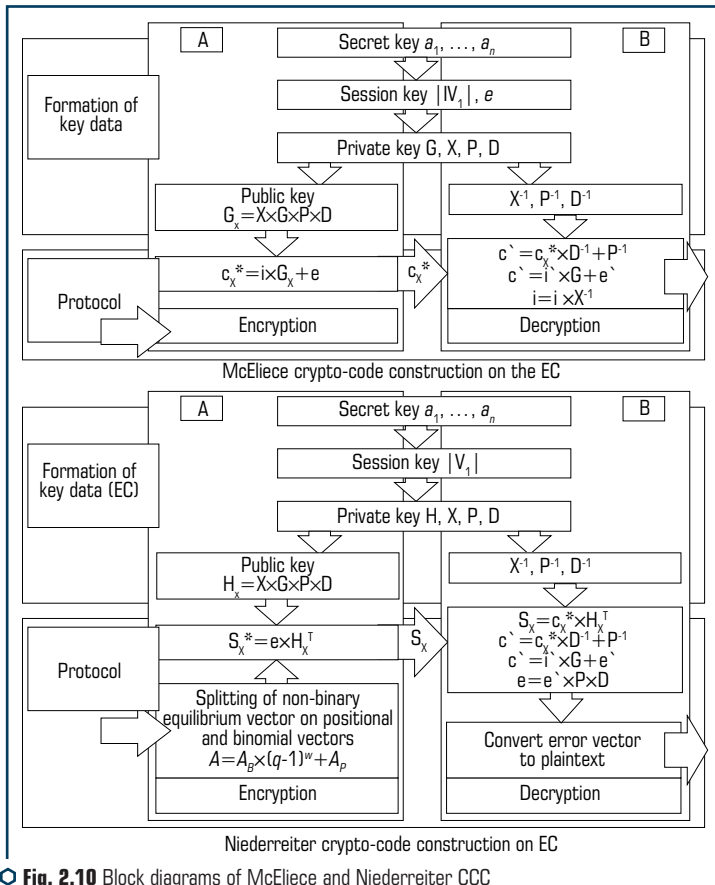 A
Secret key a₁, ..., aₙ
B
Formation of
key data
Session key |IV₁|, e
Private key G, X, P, D
Public key
Gₓ=X×G×P×D
X⁻¹, P⁻¹, D⁻¹
Protocol
cₓ*=i×Gₓ+e
cₓ*
c`=cₓ*×D⁻¹+P⁻¹
c`=i`×G+e`
i=i`×X⁻¹
Encryption
Decryption
McEliece crypto-code construction on the EC
A
Secret key a₁, ..., aₙ
B
Formation of
key data (EC)
Session key |V₁|
Private key H, X, P, D
Public key
Hₓ=X×G×P×D
X⁻¹, P⁻¹, D⁻¹
Protocol
Sₓ*=e×Hₓᵀ
Sₓ
Sₓ=cₓ*×Hₓᵀ
c`=cₓ*×D⁻¹+P⁻¹
c`=i`×G+e`
e=e`×P×D
Splitting of non-binary
equilibrium vector on positional
and binomial vectors
A=A_B×(q-1)ʷ+A_P
Convert error vector
to plaintext
Encryption
Decryption
Niederreiter crypto-code construction on EC
Fig. 2.10 Block diagrams of McEliece and Niederreiter CCC